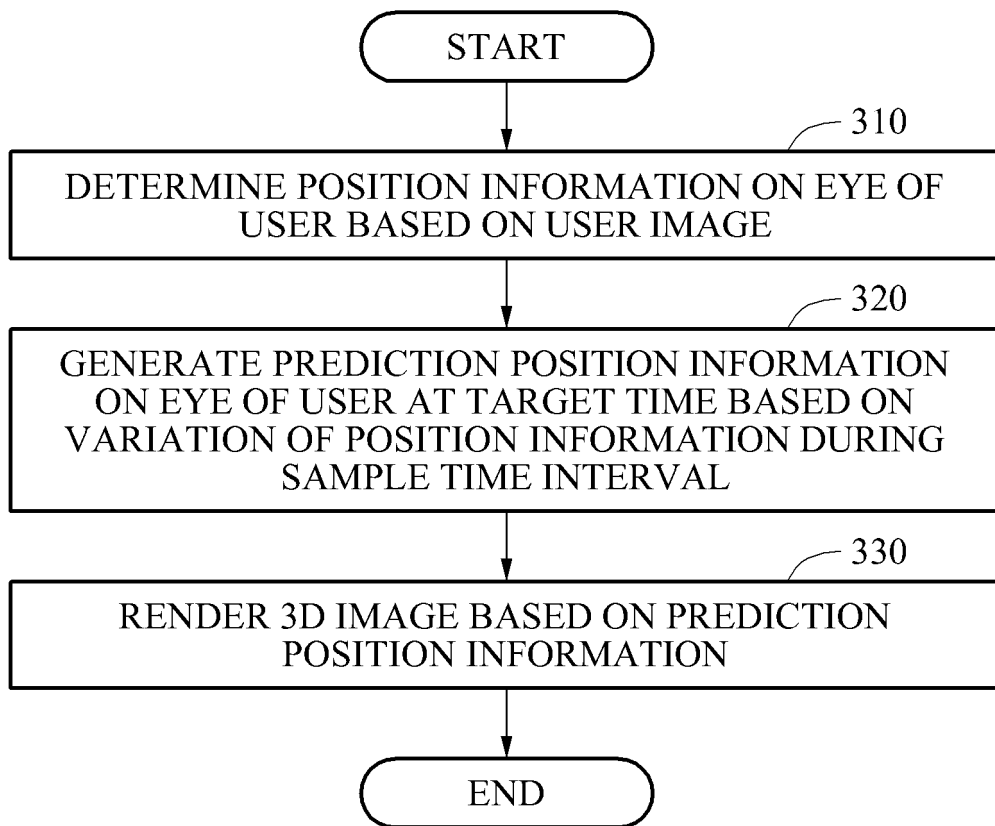 START
310
DETERMINE POSITION INFORMATION ON EYE OF
USER BASED ON USER IMAGE
320
GENERATE PREDICTION POSITION INFORMATION
ON EYE OF USER AT TARGET TIME BASED ON
VARIATION OF POSITION INFORMATION DURING
SAMPLE TIME INTERVAL
330
RENDER 3D IMAGE BASED ON PREDICTION
POSITION INFORMATION
END